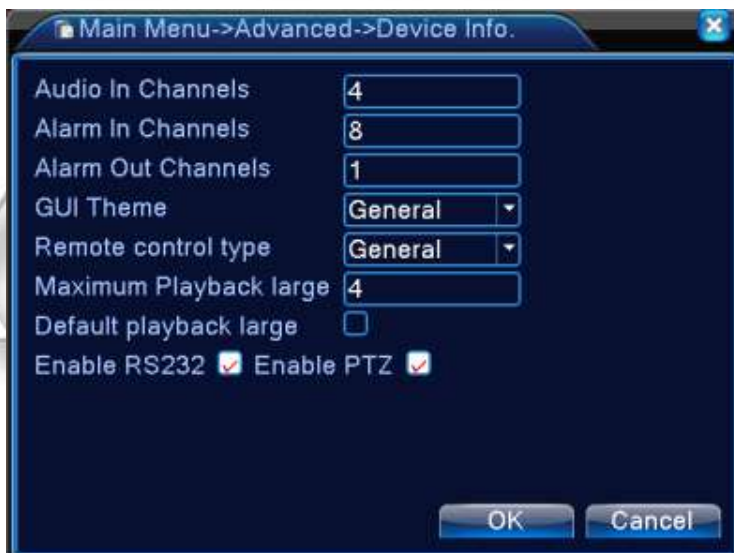 Main Menu->Advanced->Device Info.
Audio In Channels 4
Alarm In Channels 8
Alarm Out Channels 1
GUI Theme General
Remote control type General
Maximum Playback large 4
Default playback large
Enable RS232 Enable PTZ
OK Cancel